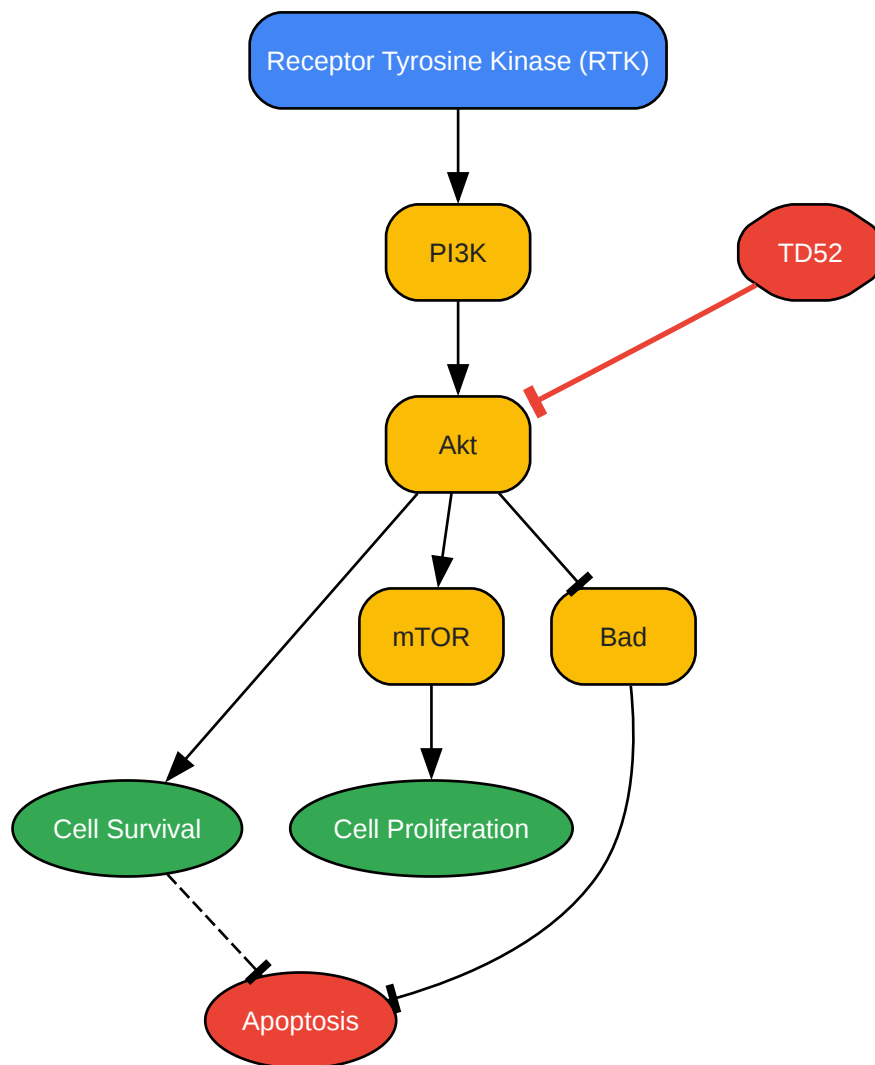 Receptor Tyrosine Kinase (RTK)
PI3K
TD52
Akt
mTOR
Bad
Cell Survival
Cell Proliferation
Apoptosis